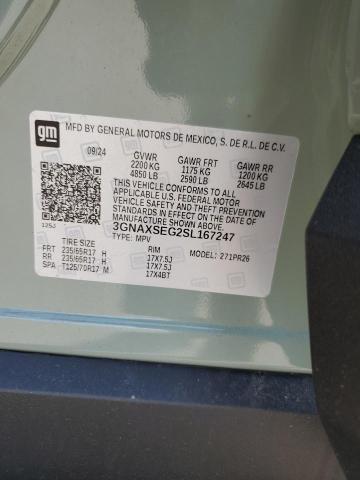 gm
MFD BY GENERAL MOTORS DE MEXICO, S. DE R.L. DE C.V.
09/24 GVWR GAWR FRT GAWR RR
2200 KG 1175 KG 1200 KG
4850 LB 2590 LB 2645 LB
THIS VEHICLE CONFORMS TO ALL
APPLICABLE U.S. FEDERAL MOTOR
VEHICLE SAFETY AND THEFT PREVENTION
STANDARDS IN EFFECT ON THE DATE OF
MANUFACTURE SHOWN ABOVE.
12SJ
3GNAXSEG2SL167247
TYPE: MPV MODEL: 271PR26
TIRE SIZE RIM
FRT 235/65R17 H 17X7.5J
RR 235/65R17 H 17X7.5J
SPA T125/70R17 M 17X4BT